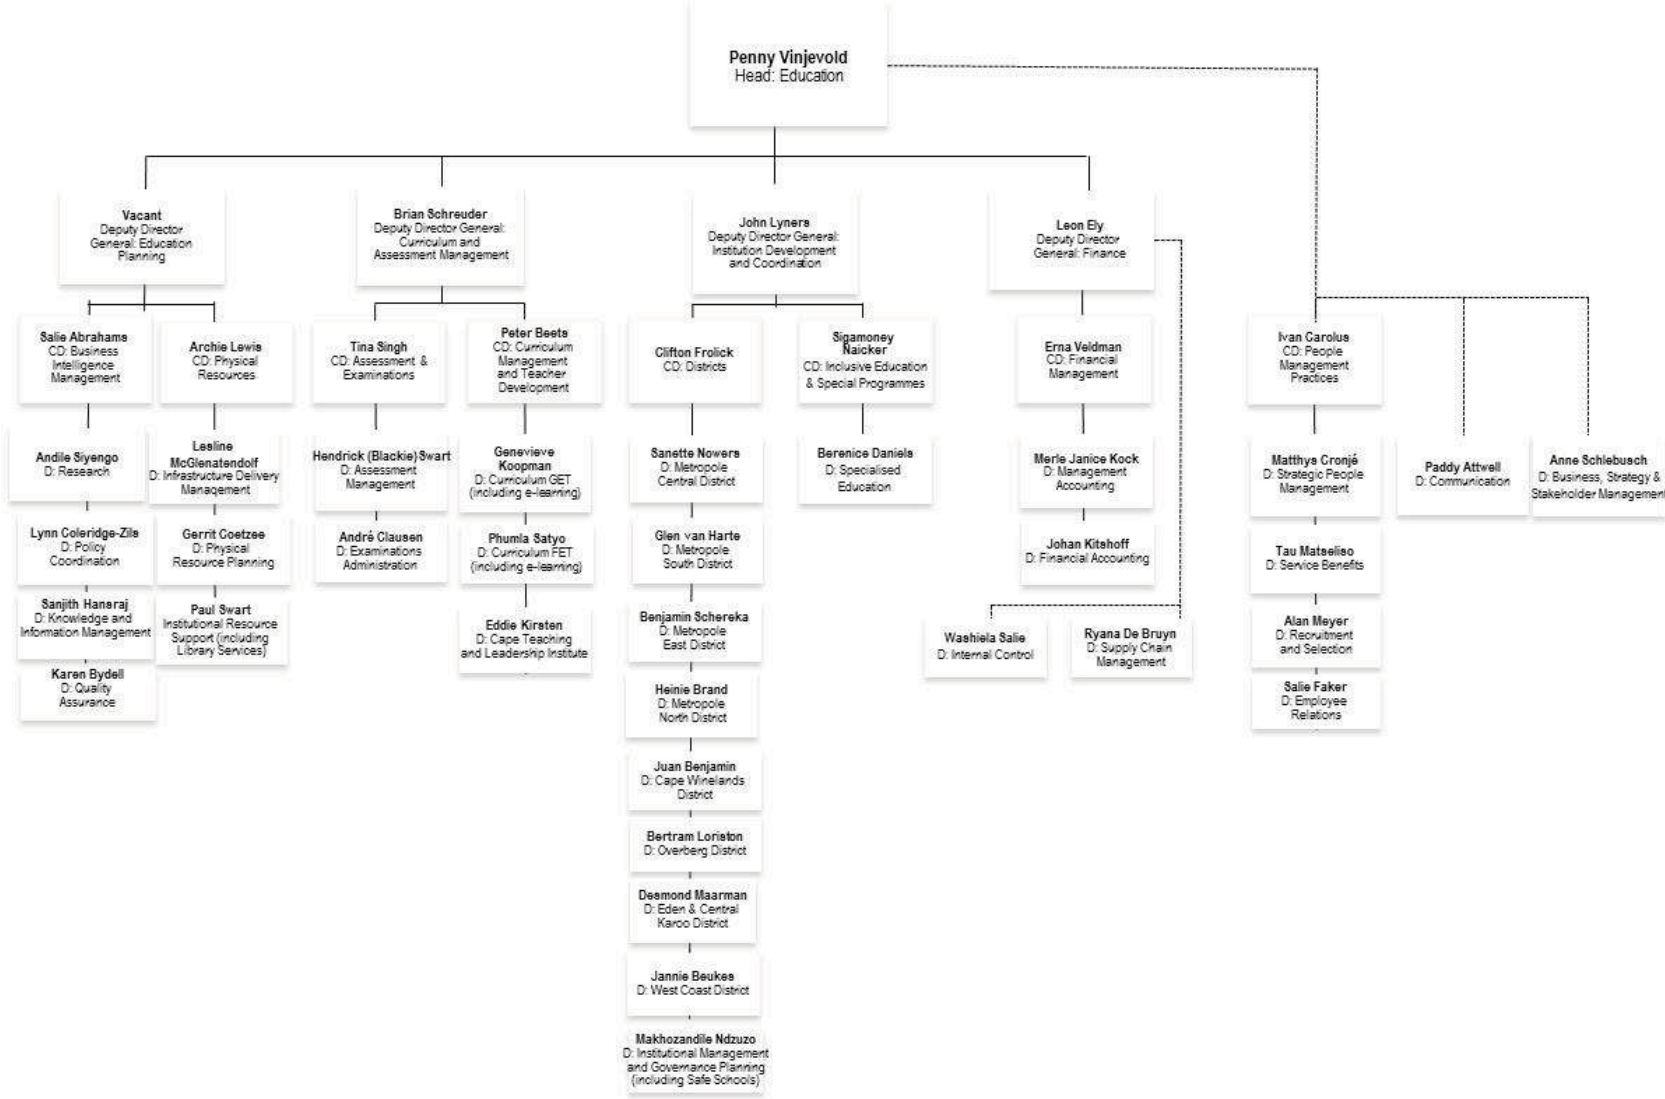 Penny Vinjevold
Head: Education
Vacant
Deputy Director
General: Education
Planning
Brian Schreuder
Deputy Director General:
Curriculum and
Assessment Management
John Lyners
Deputy Director General:
Institution Development
and Coordination
Leon Ely
Deputy Director
General: Finance
Salie Abrahams
CD: Business
Intelligence
Management
Archie Lewis
CD: Physical
Resources
Tina Singh
CD: Assessment &
Examinations
Peter Beets
CD: Curriculum
Management
and Teacher
Development
Clifton Frolick
CD: Districts
Sigamoney
Naicker
CD: Inclusive Education
& Special Programmes
Erna Veldman
CD: Financial
Management
Ivan Carolus
CD: People
Management
Practices
Andile Siyengo
D: Research
Lesline
McGlenatendolf
D: Infrastructure Delivery
Management
Hendrick (Blackie)Swart
D: Assessment
Management
Genevieve
Koopman
D: Curriculum GET
(including e-learning)
Sanette Nowers
D: Metropole
Central District
Berenice Daniels
D: Specialised
Education
Merle Janice Kock
D: Management
Accounting
Matthys Cronjé
D: Strategic People
Management
Paddy Attwell
D: Communication
Anne Schlebusch
D: Business, Strategy &
Stakeholder Management
Lynn Coleridge-Zils
D: Policy
Coordination
Gerrit Coetzee
D: Physical
Resource Planning
André Clausen
D: Examinations
Administration
Phumla Satyo
D: Curriculum FET
(including e-learning)
Glen van Harte
D: Metropole
South District
Johan Kitshoff
D: Financial Accounting
Tau Matseliso
D: Service Benefits
Sanjith Hansraj
D: Knowledge and
Information Management
Paul Swart
Institutional Resource
Support (including
Library Services)
Eddie Kirsten
D: Cape Teaching
and Leadership Institute
Benjamin Schereka
D: Metropole
East District
Washiela Salie
D: Internal Control
Ryana De Bruyn
D: Supply Chain
Management
Alan Meyer
D: Recruitment
and Selection
Karen Bydell
D: Quality
Assurance
Heinie Brand
D: Metropole
North District
Salie Faker
D: Employee
Relations
Juan Benjamin
D: Cape Winelands
District
Bertram Loriston
D: Overberg District
Desmond Maarman
D: Eden & Central
Karoo District
Jannie Beukes
D: West Coast District
Makhozandile Ndzuzo
D: Institutional Management
and Governance Planning
(including Safe Schools)